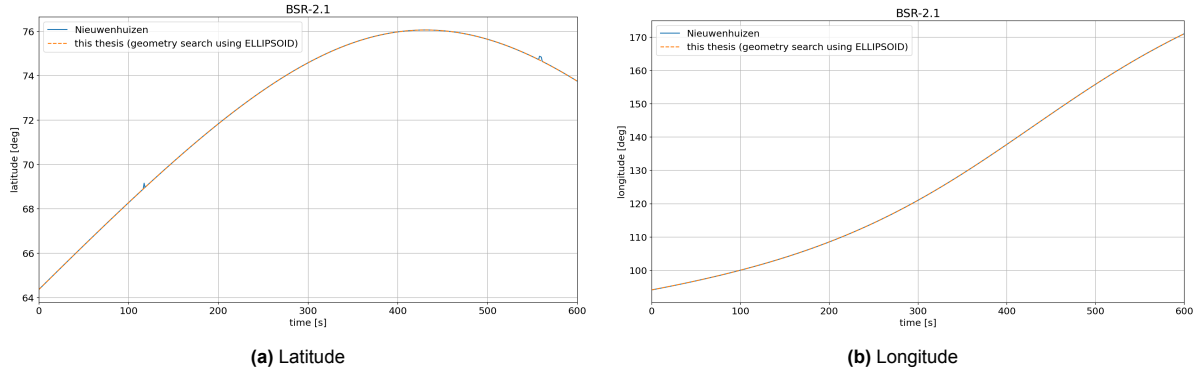 BSR-2.1
Nieuwenhuizen
this thesis (geometry search using ELLIPSOID)
latitude [deg]
76
74
72
70
68
66
64
0 100 200 300 400 500 600
time [s]
(a) Latitude
BSR-2.1
Nieuwenhuizen
this thesis (geometry search using ELLIPSOID)
longitude [deg]
170
160
150
140
130
120
110
100
0 100 200 300 400 500 600
time [s]
(b) Longitude